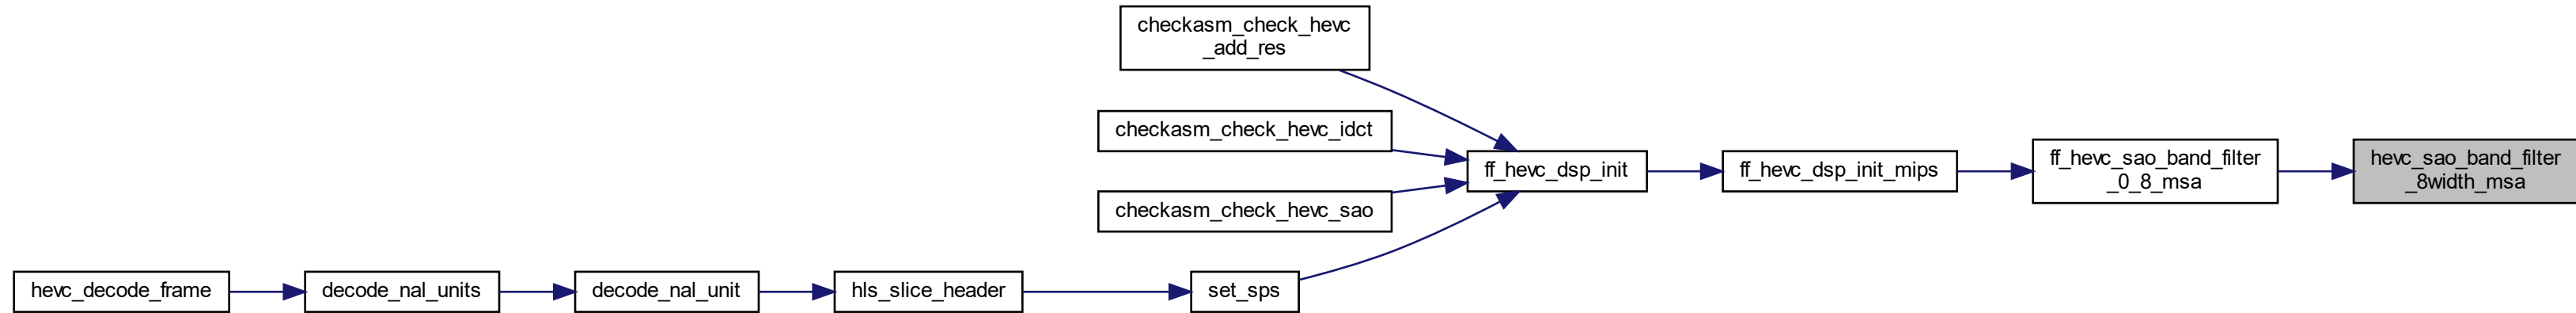 checkasm_check_hevc
_add_res
checkasm_check_hevc_idct
ff_hevc_dsp_init
ff_hevc_dsp_init_mips
ff_hevc_sao_band_filter
_0_8_msa
hevc_sao_band_filter
_8width_msa
checkasm_check_hevc_sao
hevc_decode_frame
decode_nal_units
decode_nal_unit
hls_slice_header
set_sps